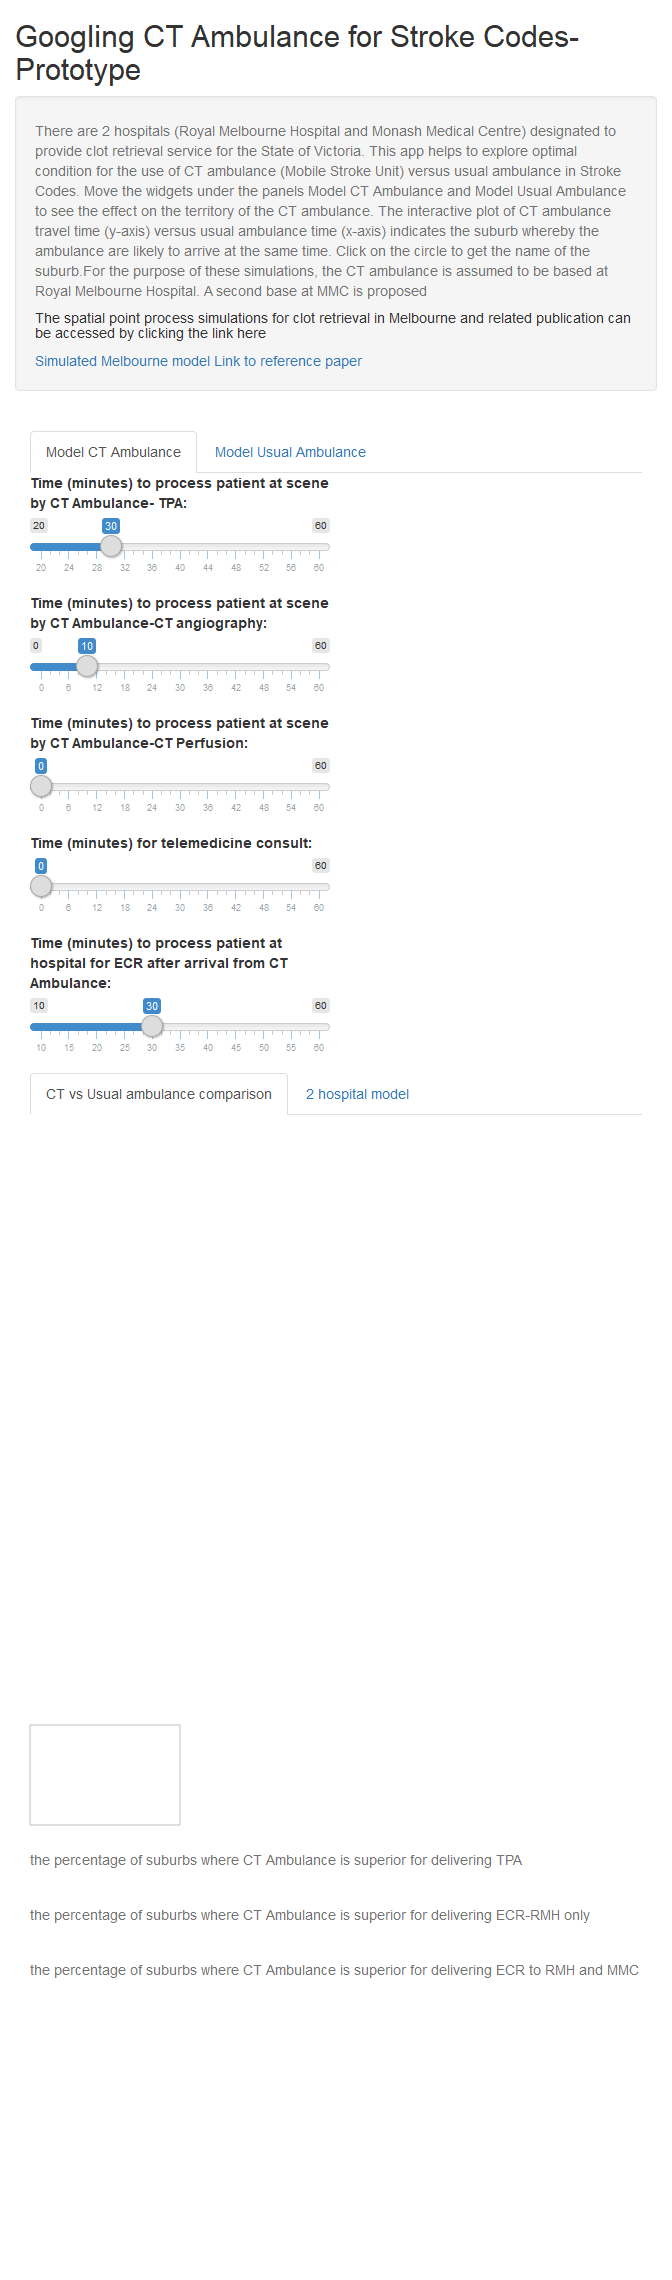 Googling CT Ambulance for Stroke Codes-
Prototype
There are 2 hospitals (Royal Melbourne Hospital and Monash Medical Centre) designated to
provide clot retrieval service for the State of Victoria. This app helps to explore optimal
condition for the use of CT ambulance (Mobile Stroke Unit) versus usual ambulance in Stroke
Codes. Move the widgets under the panels Model CT Ambulance and Model Usual Ambulance
to see the effect on the territory of the CT ambulance. The interactive plot of CT ambulance
travel time (y-axis) versus usual ambulance time (x-axis) indicates the suburb whereby the
ambulance are likely to arrive at the same time. Click on the circle to get the name of the
suburb.For the purpose of these simulations, the CT ambulance is assumed to be based at
Royal Melbourne Hospital. A second base at MMC is proposed
The spatial point process simulations for clot retrieval in Melbourne and related publication can
be accessed by clicking the link here
Simulated Melbourne model Link to reference paper
Model CT Ambulance Model Usual Ambulance
Time (minutes) to process patient at scene
by CT Ambulance- TPA:
20 30 60
20 24 28 32 36 40 44 48 52 56 60
Time (minutes) to process patient at scene
by CT Ambulance-CT angiography:
0 10 60
0 6 12 18 24 30 36 42 48 54 60
Time (minutes) to process patient at scene
by CT Ambulance-CT Perfusion:
0 60
0 6 12 18 24 30 36 42 48 54 60
Time (minutes) for telemedicine consult:
0 60
0 6 12 18 24 30 36 42 48 54 60
Time (minutes) to process patient at
hospital for ECR after arrival from CT
Ambulance:
10 30 60
10 15 20 25 30 35 40 45 50 55 60
CT vs Usual ambulance comparison 2 hospital model
the percentage of suburbs where CT Ambulance is superior for delivering TPA
the percentage of suburbs where CT Ambulance is superior for delivering ECR-RMH only
the percentage of suburbs where CT Ambulance is superior for delivering ECR to RMH and MMC